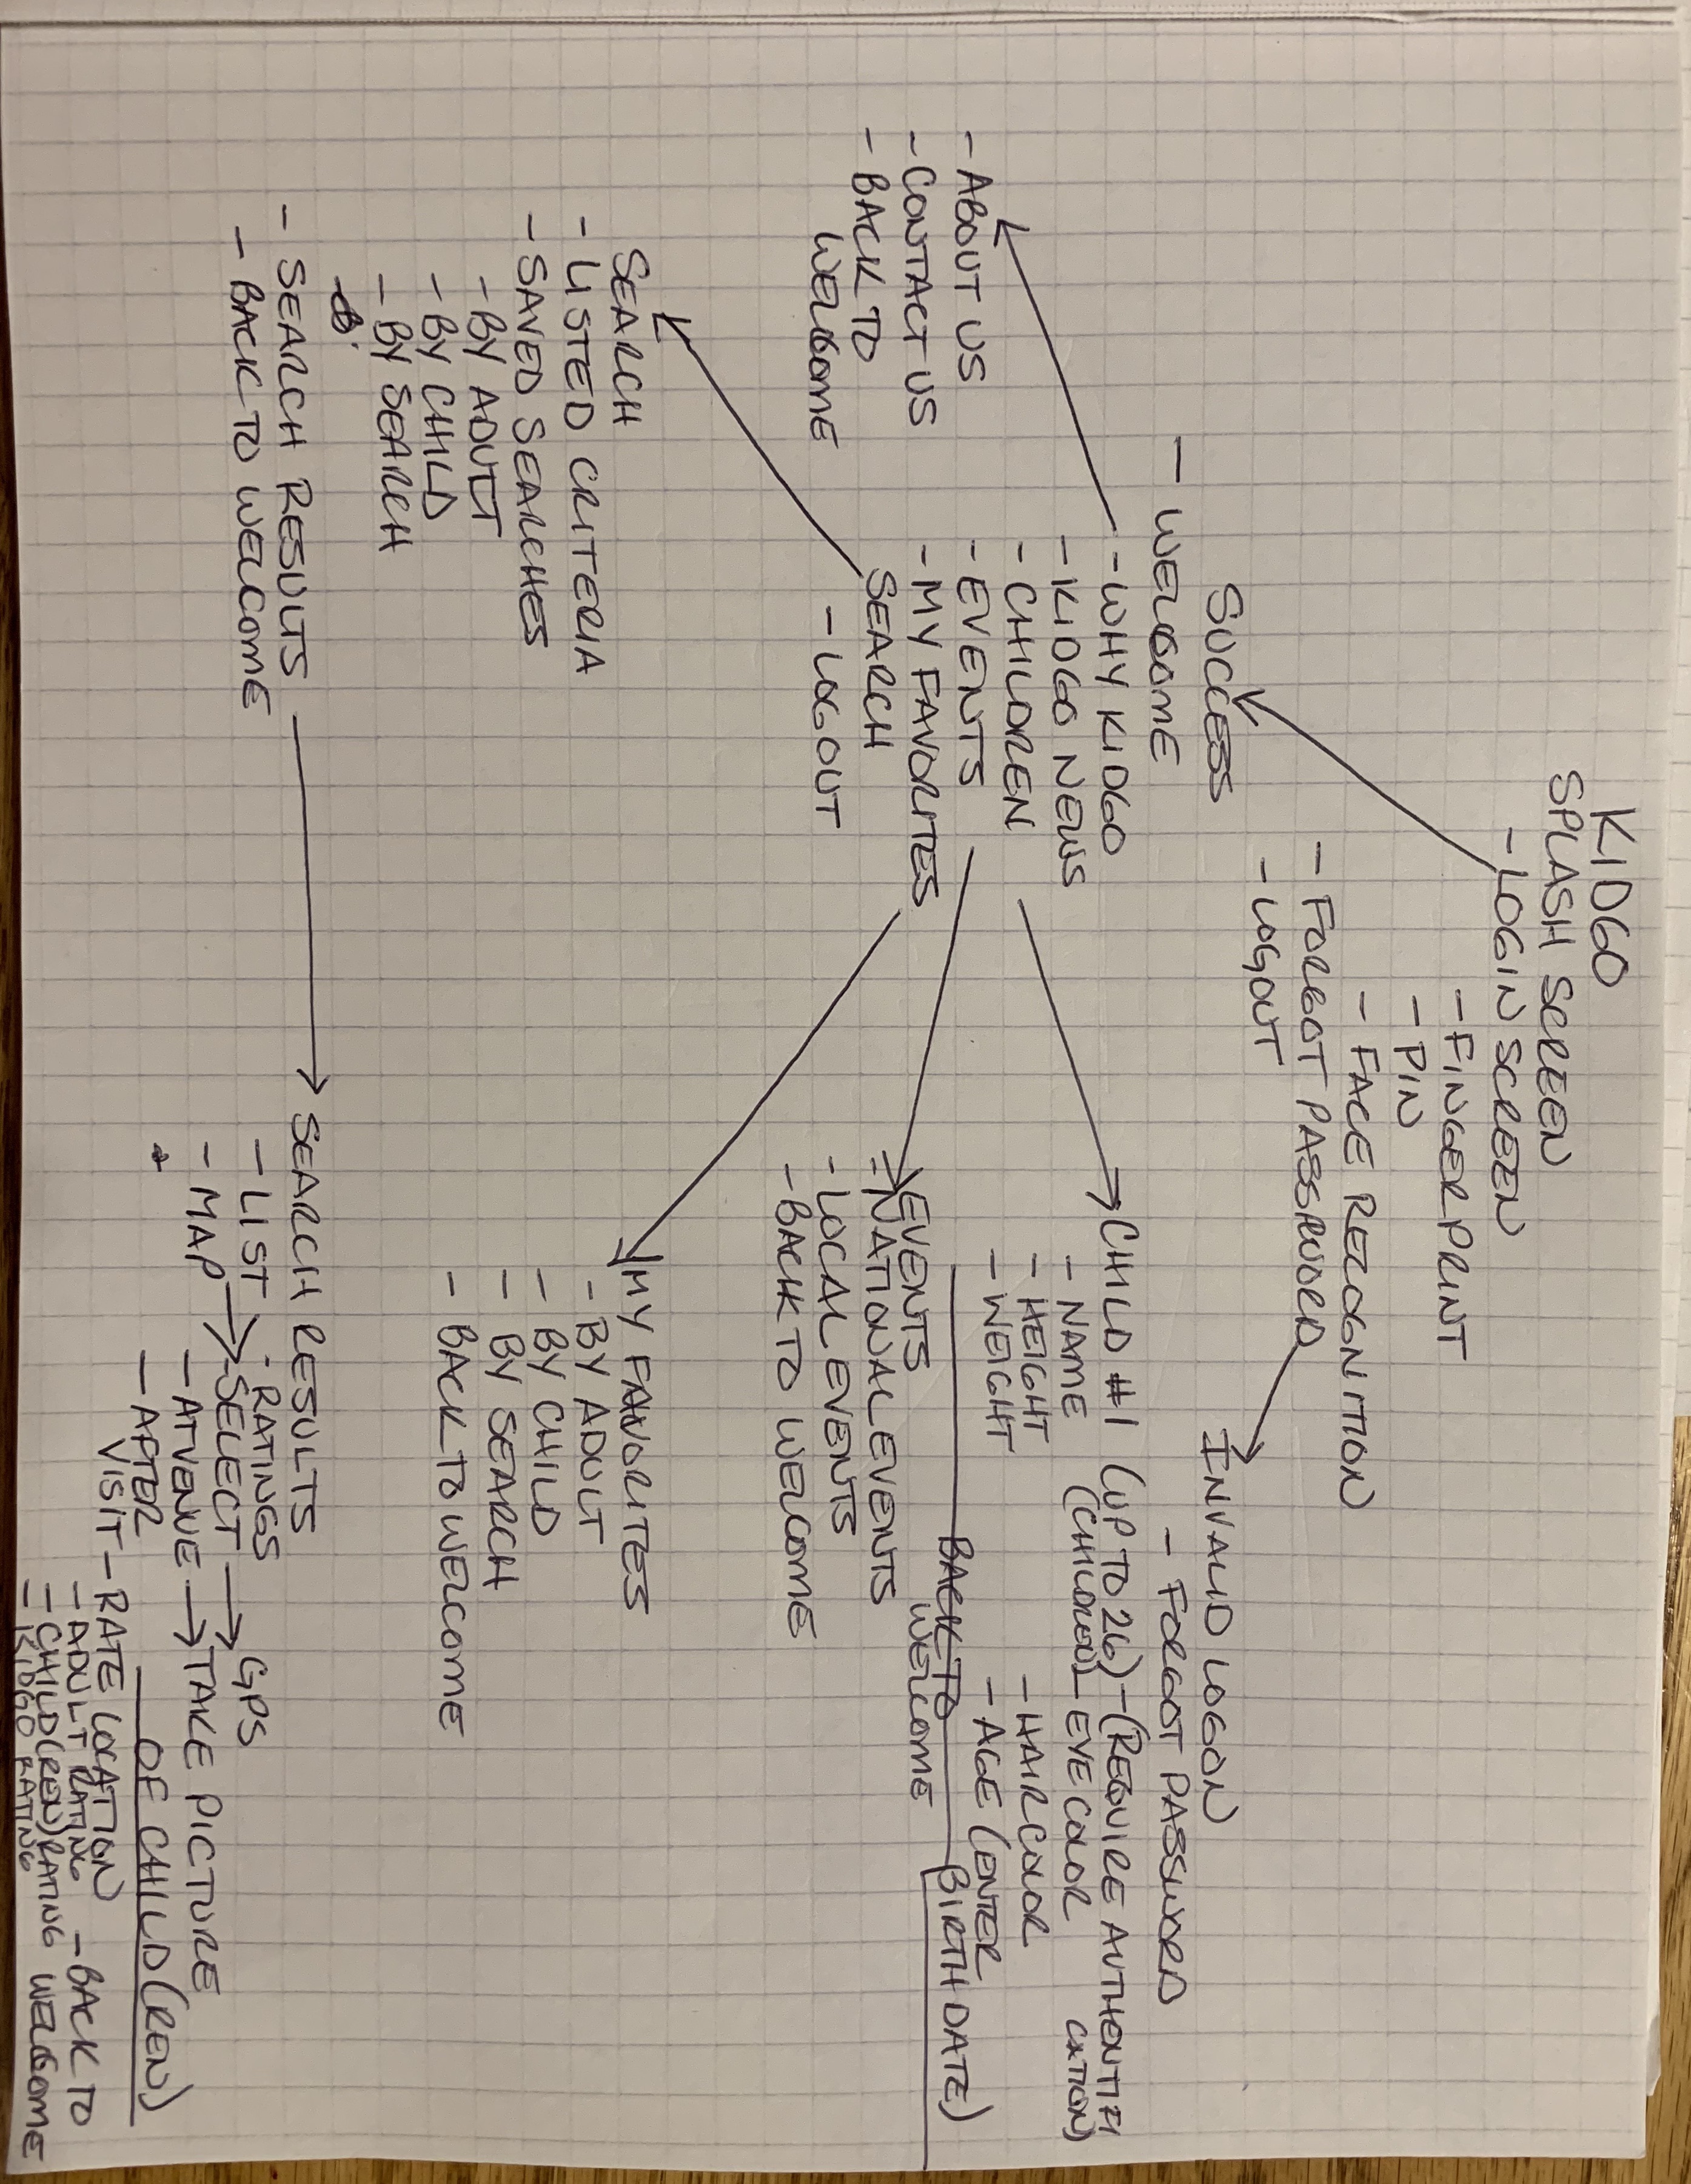 KIDGO
SPLASH SCREEN
- LOGIN SCREEN
- FINGERPRINT
- PIN
- FACE RECOGNITION
- FORGOT PASSWORD
- LOGOUT
SUCCESS
- WELCOME
- WHY KIDGO
- KIDGO NEWS
- CHILDREN
- EVENTS
- MY FAVORITES
SEARCH
- LOGOUT
INVALID LOGON
- FORGOT PASSWORD
- ABOUT US
- CONTACT US
- BACK TO
WELCOME
CHILD #1 (UP TO 26) - (REQUIRE AUTHENTIFI
CATION)
(CHILDREN)
- NAME
- HEIGHT
- WEIGHT
- EYE COLOR
- HAIR COLOR
- AGE (ENTER
BIRTHDATE)
BACK TO
WELCOME
EVENTS
- NATIONAL EVENTS
- LOCAL EVENTS
- BACK TO WELCOME
SEARCH
- LISTED CRITERIA
- SAVED SEARCHES
- BY ADULT
- BY CHILD
- BY SEARCH
- SEARCH RESULTS
- BACK TO WELCOME
MY FAVORITES
- BY ADULT
- BY CHILD
- BY SEARCH
- BACK TO WELCOME
SEARCH RESULTS
- LIST - RATINGS
- MAP - SELECT GPS
- ATVENUE TAKE PICTURE
OF CHILD(REN)
- AFTER
VISIT - RATE LOCATION
- ADULT RATING
- CHILD(REN) RATING
- KIDGO RATING
- BACK TO
WELCOME